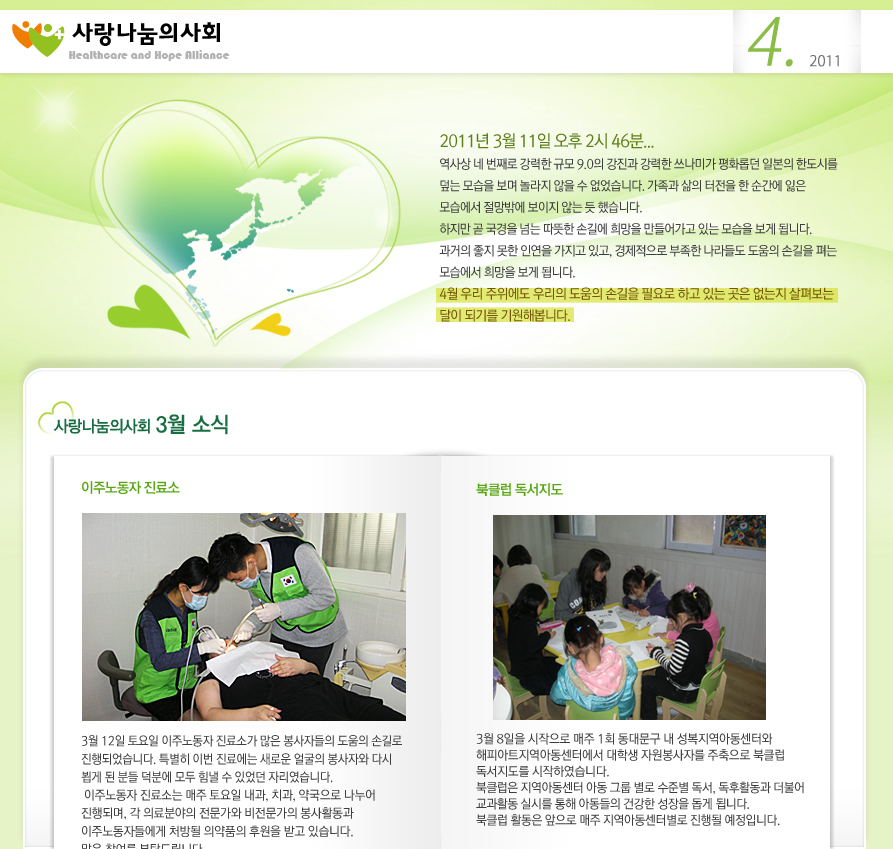 사랑나눔의사회
Healthcare and Hope Alliance
4.
2011
2011년 3월 11일 오후 2시 46분...
역사상 네 번째로 강력한 규모 9.0의 강진과 강력한 쓰나미가 평화롭던 일본의 한도시를
덮는 모습을 보며 놀라지 않을 수 없었습니다. 가족과 삶의 터전을 한 순간에 잃은
모습에서 절망밖에 보이지 않는 듯 했습니다.
하지만 곧 국경을 넘는 따뜻한 손길에 희망을 만들어가고 있는 모습을 보게 됩니다.
과거의 좋지 못한 인연을 가지고 있고, 경제적으로 부족한 나라들도 도움의 손길을 펴는
모습에서 희망을 보게 됩니다.
4월 우리 주위에도 우리의 도움의 손길을 필요로 하고 있는 곳은 없는지 살펴보는
달이 되기를 기원해봅니다.
사랑나눔의사회 3월 소식
이주노동자 진료소
3월 12일 토요일 이주노동자 진료소가 많은 봉사자들의 도움의 손길로
진행되었습니다. 특별히 이번 진료에는 새로운 얼굴의 봉사자와 다시
뵙게 된 분들 덕분에 모두 힘낼 수 있었던 자리였습니다.
이주노동자 진료소는 매주 토요일 내과, 치과, 약국으로 나누어
진행되며, 각 의료분야의 전문가와 비전문가의 봉사활동과
이주노동자들에게 처방될 의약품의 후원을 받고 있습니다.
많은 참여를 부탁드립니다
북클럽 독서지도
3월 8일을 시작으로 매주 1회 동대문구 내 성복지역아동센터와
해피아트지역아동센터에서 대학생 자원봉사자를 주축으로 북클럽
독서지도를 시작하였습니다.
북클럽은 지역아동센터 아동 그룹 별로 수준별 독서, 독후활동과 더불어
교과활동 실시를 통해 아동들의 건강한 성장을 돕게 됩니다.
북클럽 활동은 앞으로 매주 지역아동센터별로 진행될 예정입니다.